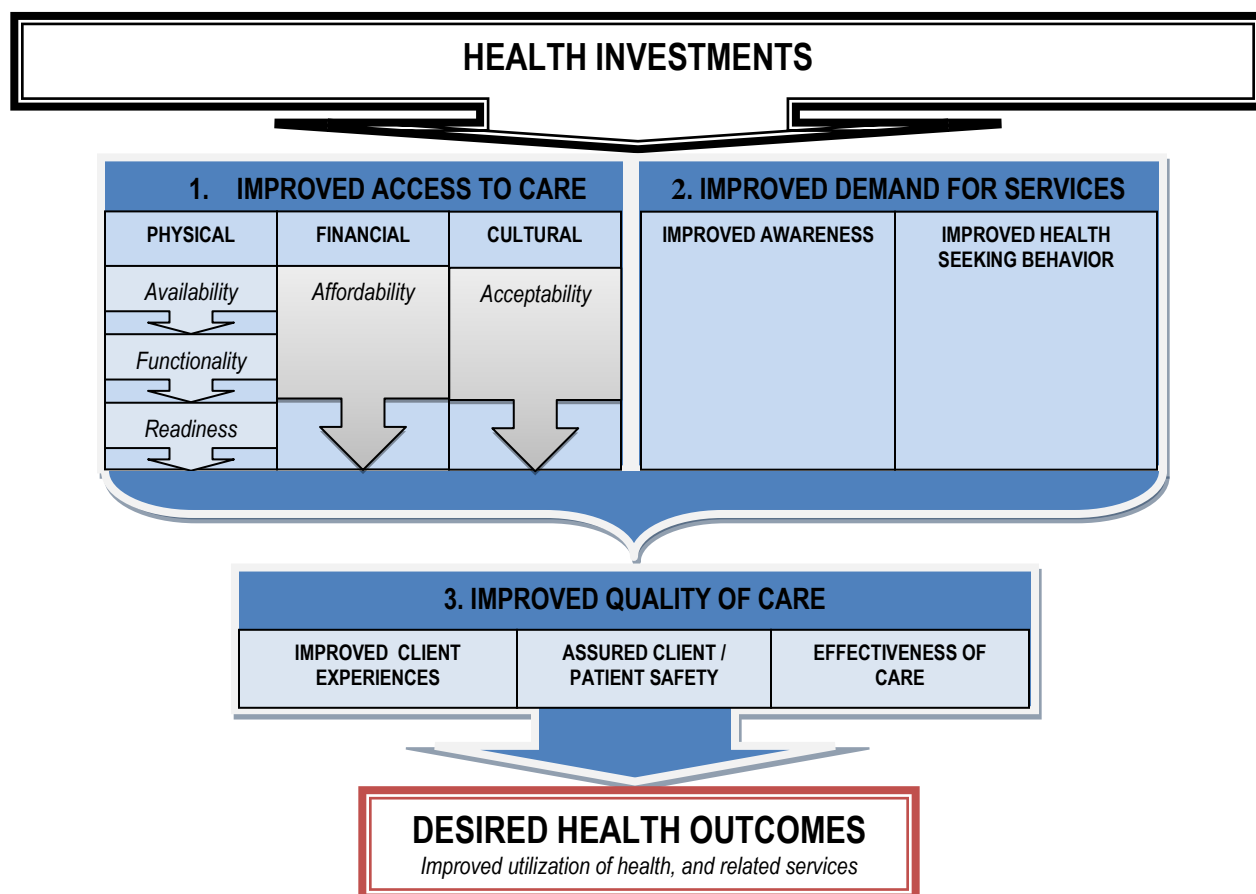 HEALTH INVESTMENTS
1. IMPROVED ACCESS TO CARE
2. IMPROVED DEMAND FOR SERVICES
PHYSICAL
FINANCIAL
CULTURAL
IMPROVED AWARENESS
IMPROVED HEALTH
SEEKING BEHAVIOR
Availability
Affordability
Acceptability
Functionality
Readiness
3. IMPROVED QUALITY OF CARE
IMPROVED CLIENT
EXPERIENCES
ASSURED CLIENT /
PATIENT SAFETY
EFFECTIVENESS OF
CARE
DESIRED HEALTH OUTCOMES
Improved utilization of health, and related services